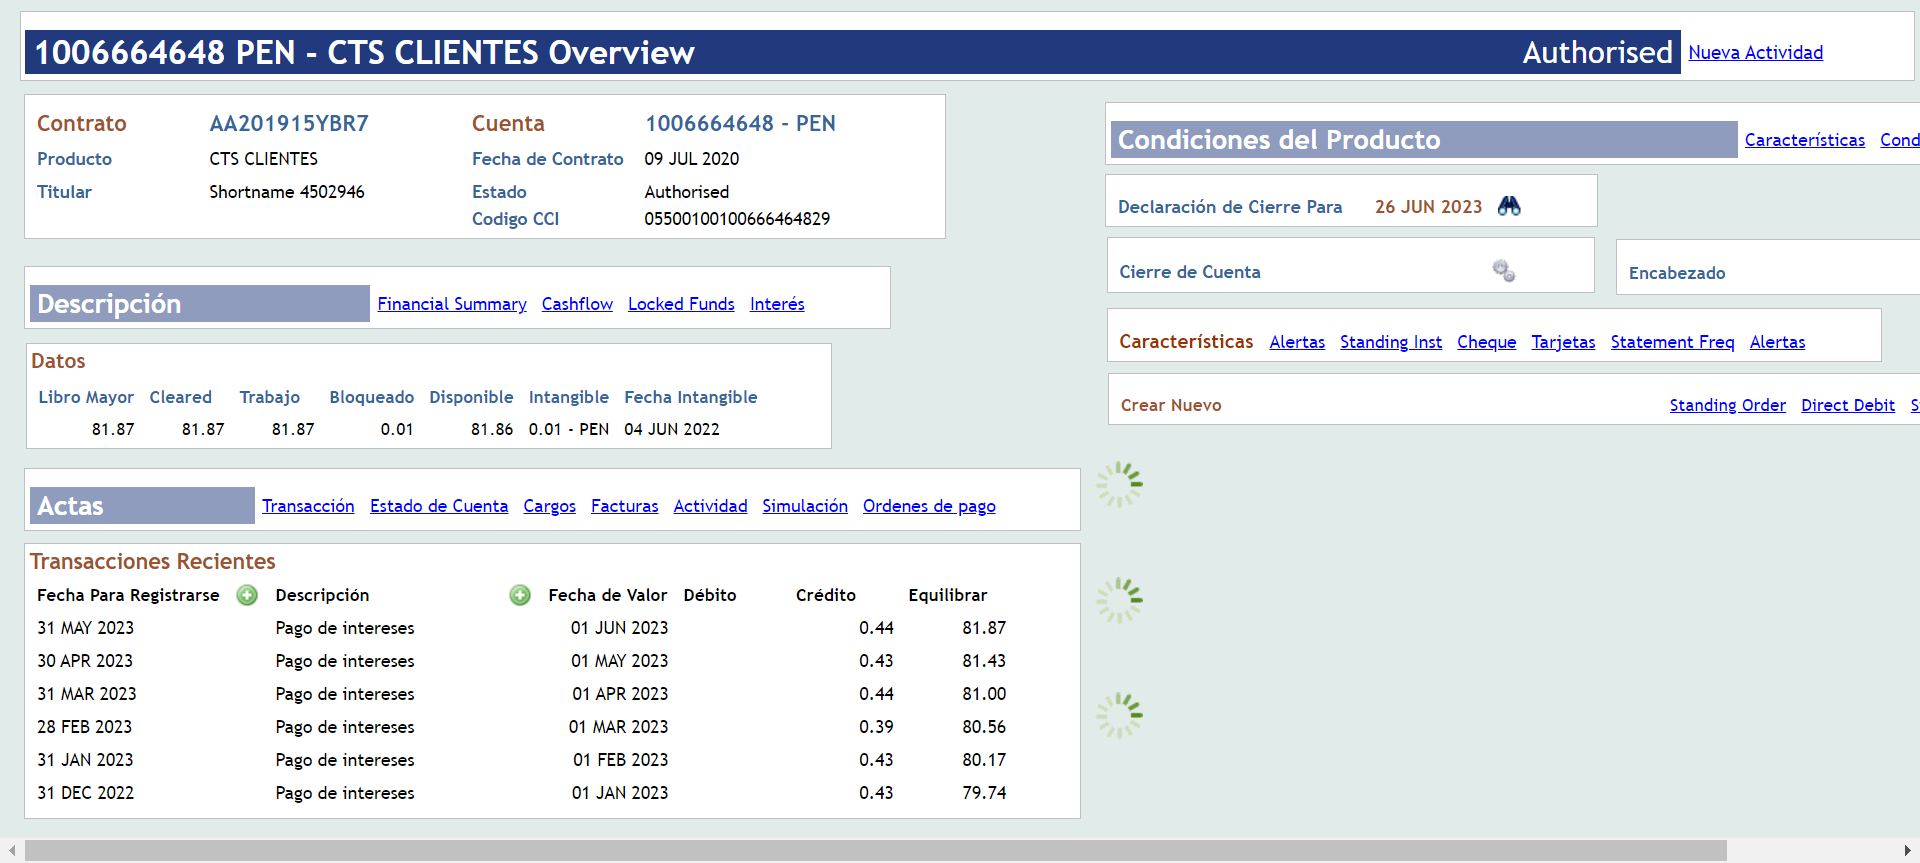 1006664648 PEN - CTS CLIENTES Overview Authorised Nueva Actividad
Contrato AA201915YBR7 Cuenta 1006664648 - PEN
Producto CTS CLIENTES Fecha de Contrato 09 JUL 2020
Titular Shortname 4502946 Estado Authorised
Codigo CCI 05500100100666464829
Condiciones del Producto Características Cond
Declaración de Cierre Para 26 JUN 2023
Cierre de Cuenta
Encabezado
Características Alertas Standing Inst Cheque Tarjetas Statement Freq Alertas
Crear Nuevo Standing Order Direct Debit S
Descripción Financial Summary Cashflow Locked Funds Interés
Datos
Libro Mayor Cleared Trabajo Bloqueado Disponible Intangible Fecha Intangible
81.87 81.87 81.87 0.01 81.86 0.01 - PEN 04 JUN 2022
Actas Transacción Estado de Cuenta Cargos Facturas Actividad Simulación Ordenes de pago
Transacciones Recientes
Fecha Para Registrarse Descripción Fecha de Valor Débito Crédito Equilibrar
31 MAY 2023 Pago de intereses 01 JUN 2023 0.44 81.87
30 APR 2023 Pago de intereses 01 MAY 2023 0.43 81.43
31 MAR 2023 Pago de intereses 01 APR 2023 0.44 81.00
28 FEB 2023 Pago de intereses 01 MAR 2023 0.39 80.56
31 JAN 2023 Pago de intereses 01 FEB 2023 0.43 80.17
31 DEC 2022 Pago de intereses 01 JAN 2023 0.43 79.74